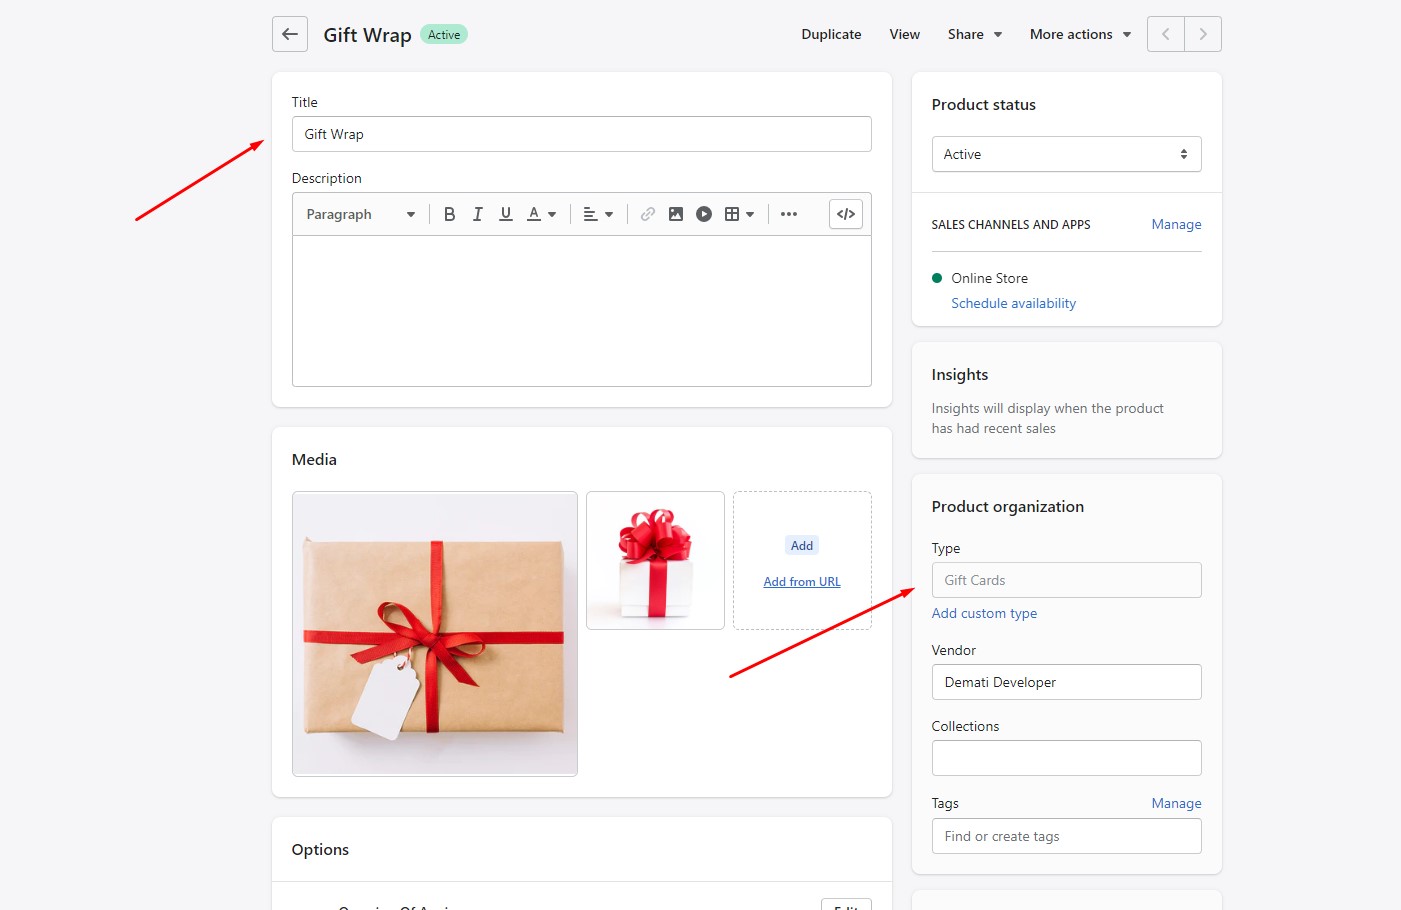 Gift Wrap Active
Duplicate View Share More actions
Title
Gift Wrap
Description
Paragraph B I U A </>
Media
Add
Add from URL
Options
Product status
Active
SALES CHANNELS AND APPS Manage
Online Store
Schedule availability
Insights
Insights will display when the product
has had recent sales
Product organization
Type
Gift Cards
Add custom type
Vendor
Demati Developer
Collections
Tags Manage
Find or create tags